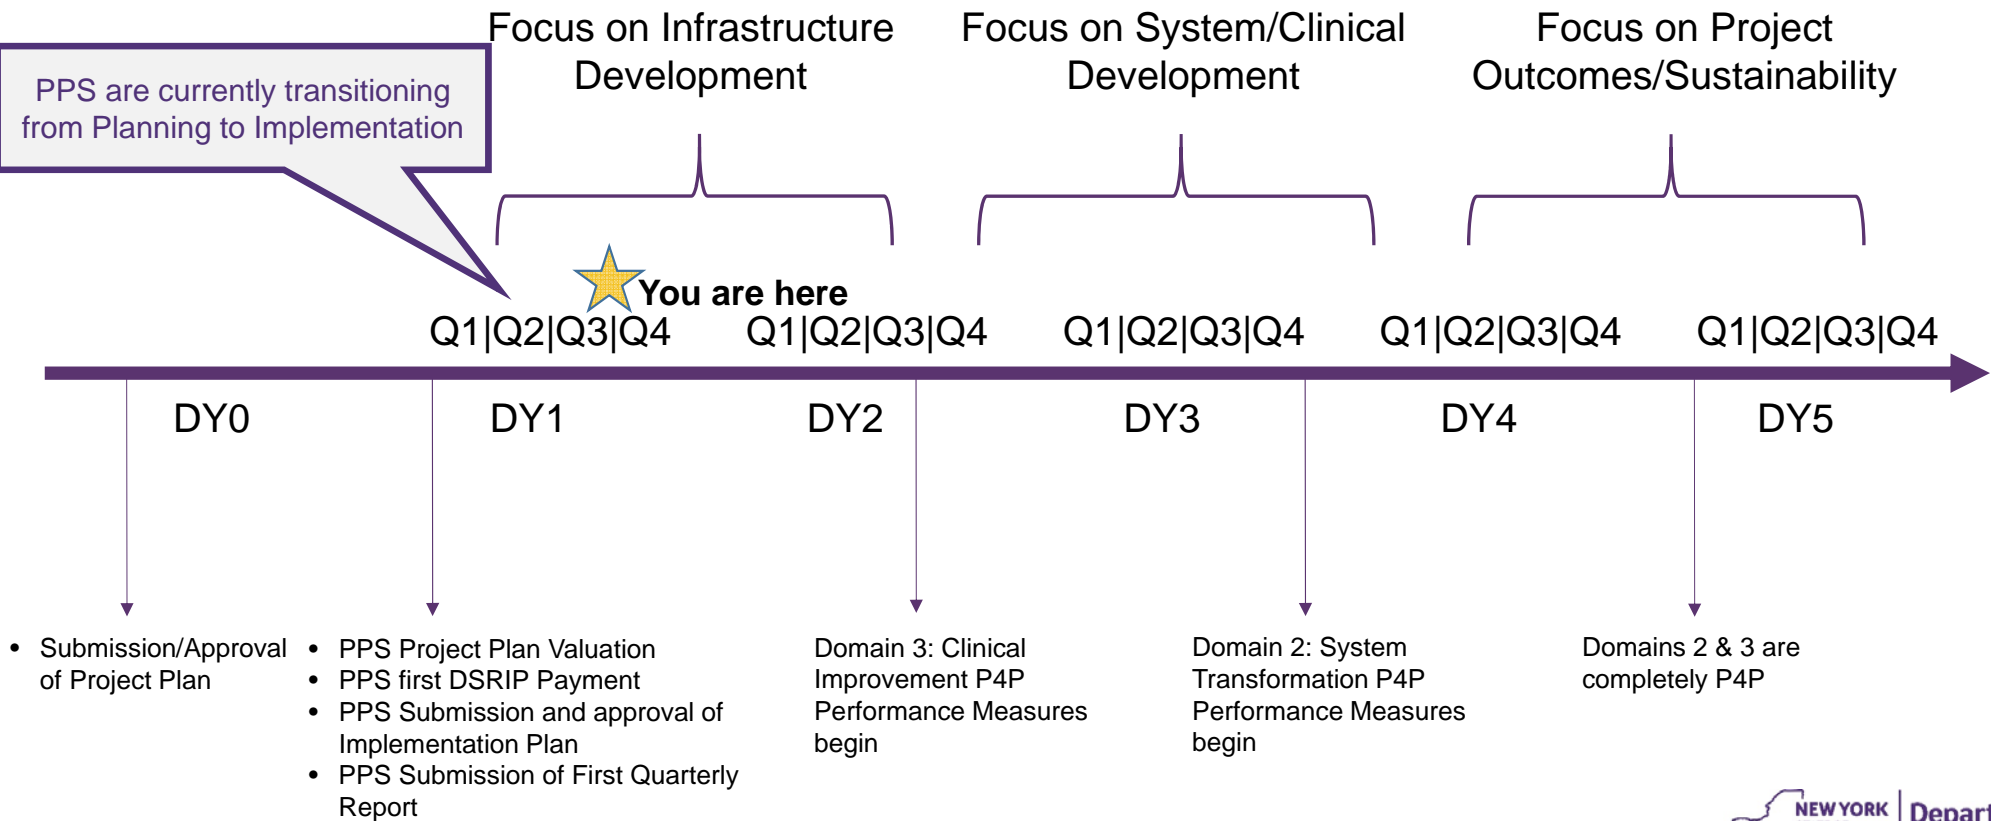 Focus on Infrastructure
Development
Focus on System/Clinical
Development
Focus on Project
Outcomes/Sustainability
PPS are currently transitioning
from Planning to Implementation
You are here
Q1|Q2|Q3|Q4
Q1|Q2|Q3|Q4
Q1|Q2|Q3|Q4
Q1|Q2|Q3|Q4
Q1|Q2|Q3|Q4
DY0
DY1
DY2
DY3
DY4
DY5
• Submission/Approval
of Project Plan
• PPS Project Plan Valuation
• PPS first DSRIP Payment
• PPS Submission and approval of
Implementation Plan
• PPS Submission of First Quarterly
Report
Domain 3: Clinical
Improvement P4P
Performance Measures
begin
Domain 2: System
Transformation P4P
Performance Measures
begin
Domains 2 & 3 are
completely P4P
NEW YORK